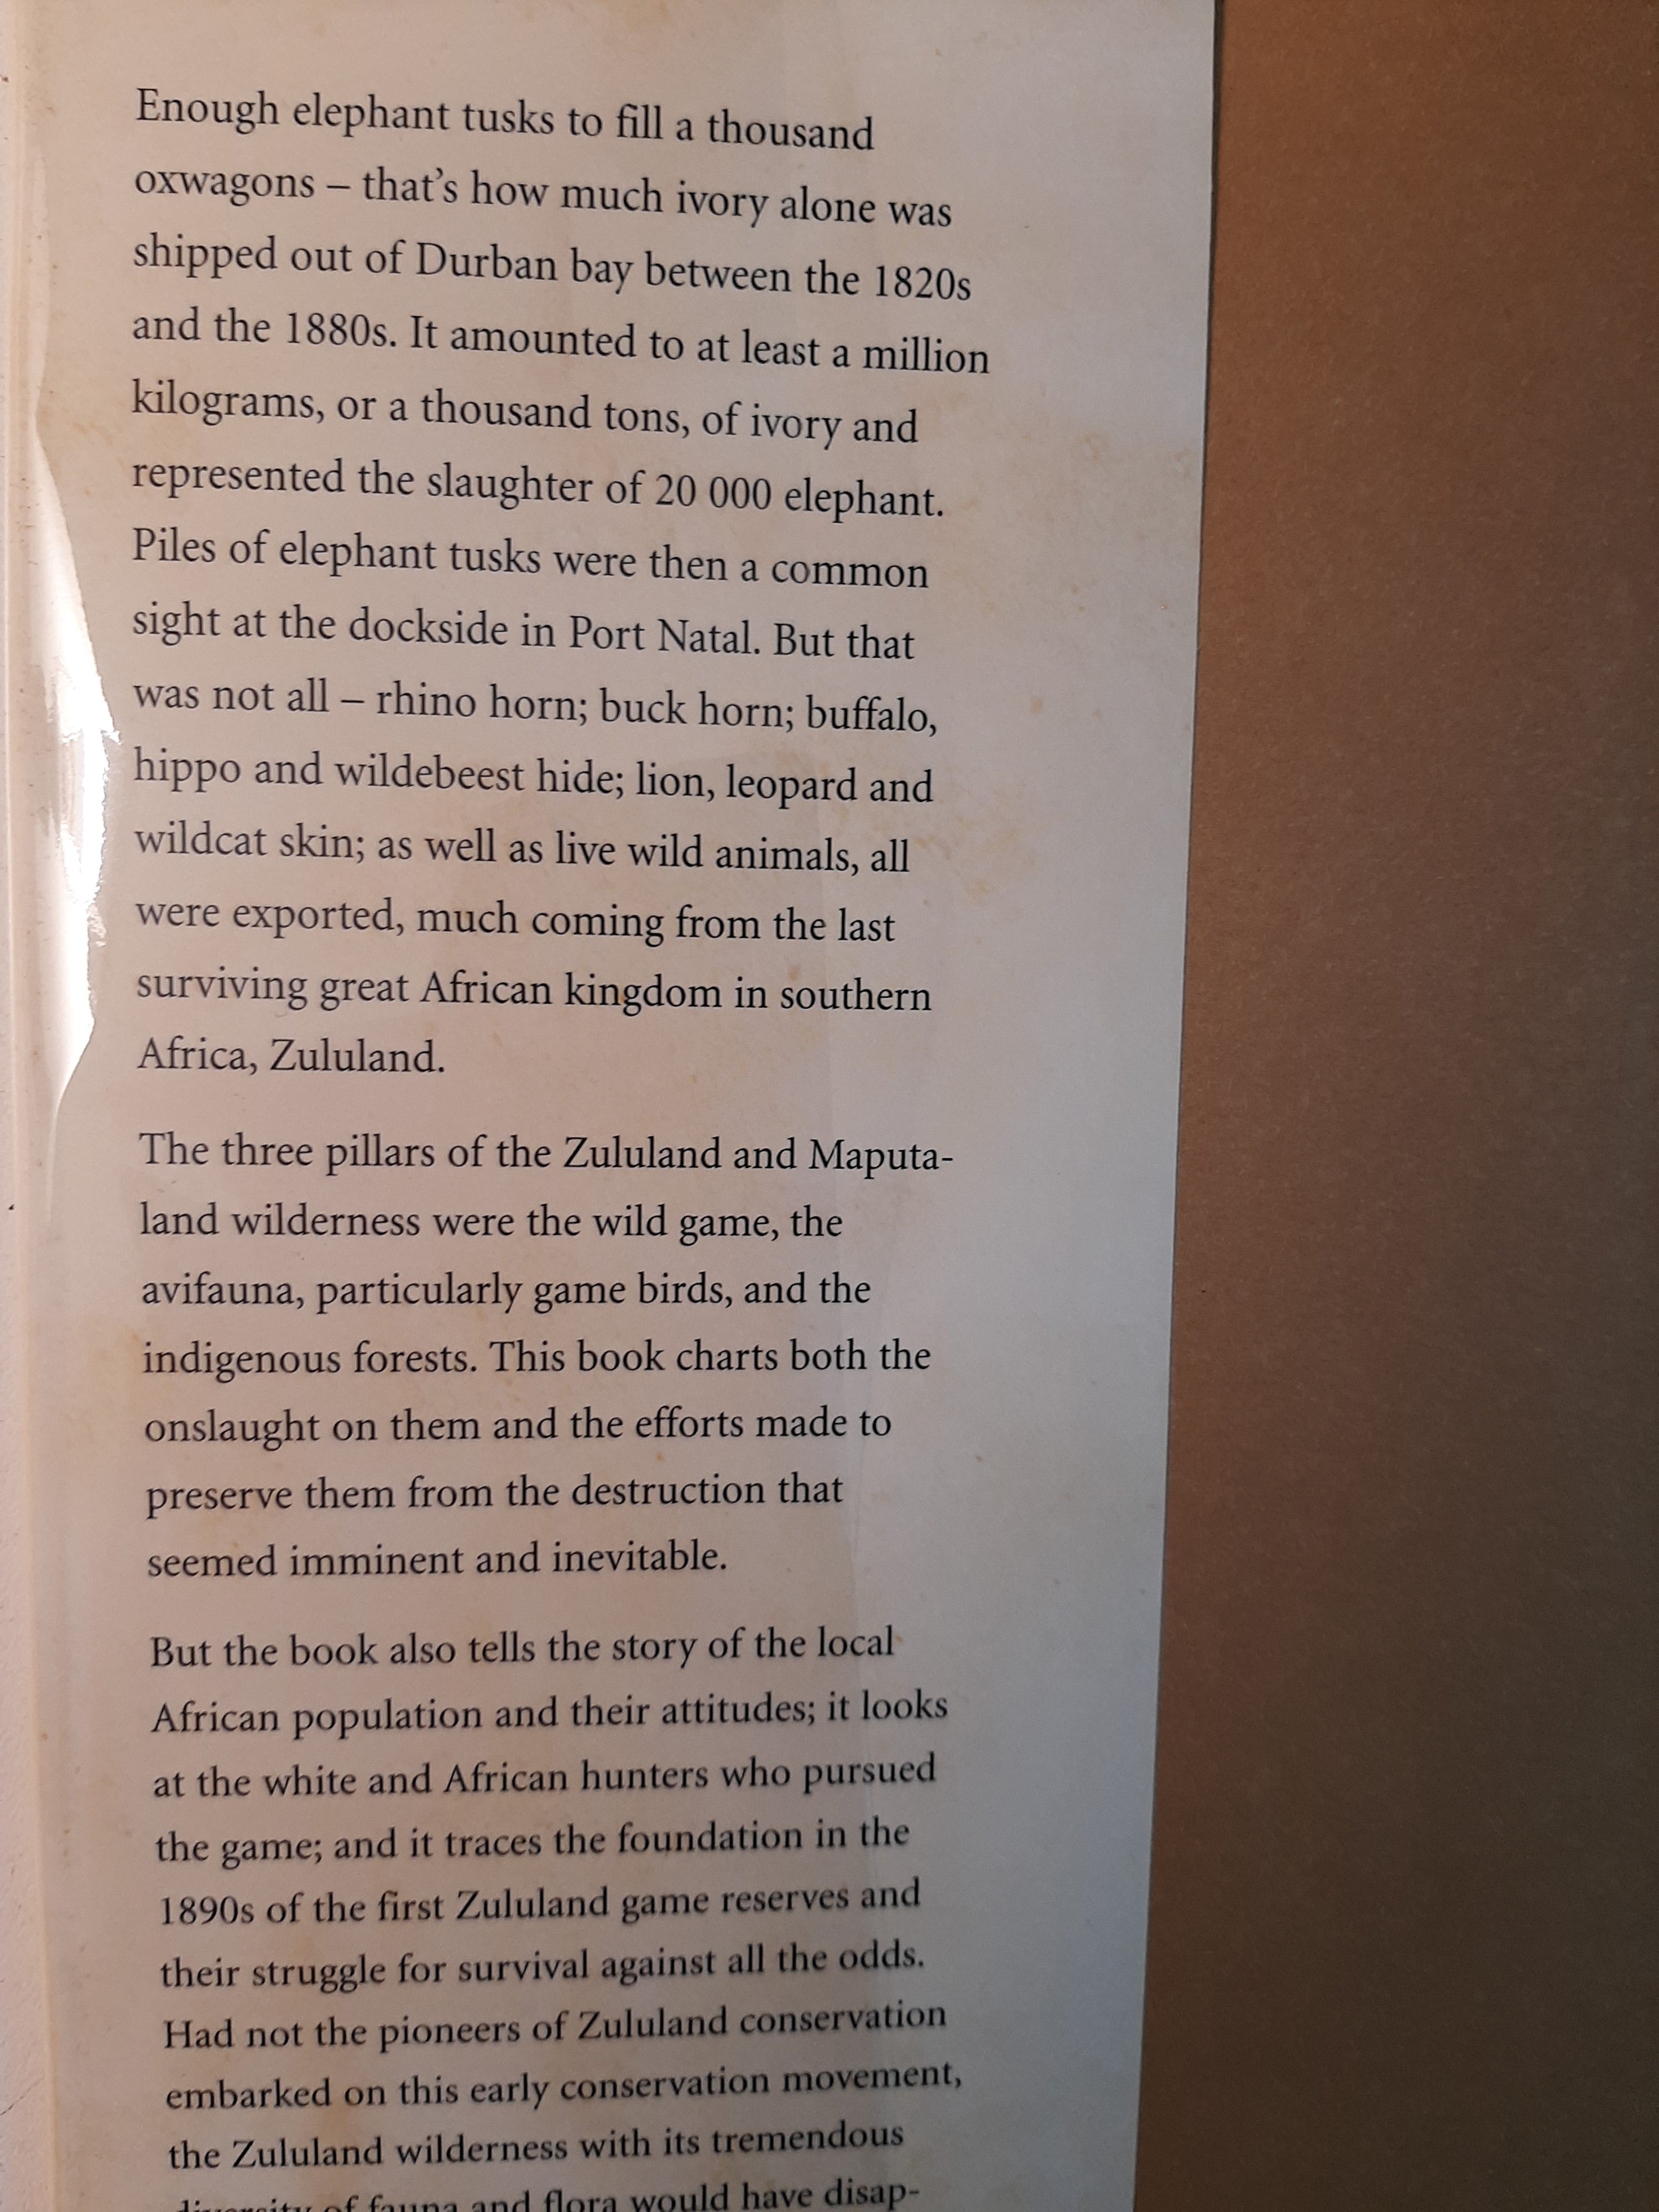 Enough elephant tusks to fill a thousand
oxwagons – that’s how much ivory alone was
shipped out of Durban bay between the 1820s
and the 1880s. It amounted to at least a million
kilograms, or a thousand tons, of ivory and
represented the slaughter of 20 000 elephant.
Piles of elephant tusks were then a common
sight at the dockside in Port Natal. But that
was not all – rhino horn; buck horn; buffalo,
hippo and wildebeest hide; lion, leopard and
wildcat skin; as well as live wild animals, all
were exported, much coming from the last
surviving great African kingdom in southern
Africa, Zululand.
The three pillars of the Zululand and Maputa-
land wilderness were the wild game, the
avifauna, particularly game birds, and the
indigenous forests. This book charts both the
onslaught on them and the efforts made to
preserve them from the destruction that
seemed imminent and inevitable.
But the book also tells the story of the local
African population and their attitudes; it looks
at the white and African hunters who pursued
the game; and it traces the foundation in the
1890s of the first Zululand game reserves and
their struggle for survival against all the odds.
Had not the pioneers of Zululand conservation
embarked on this early conservation movement,
the Zululand wilderness with its tremendous
diversity of fauna and flora would have disap-